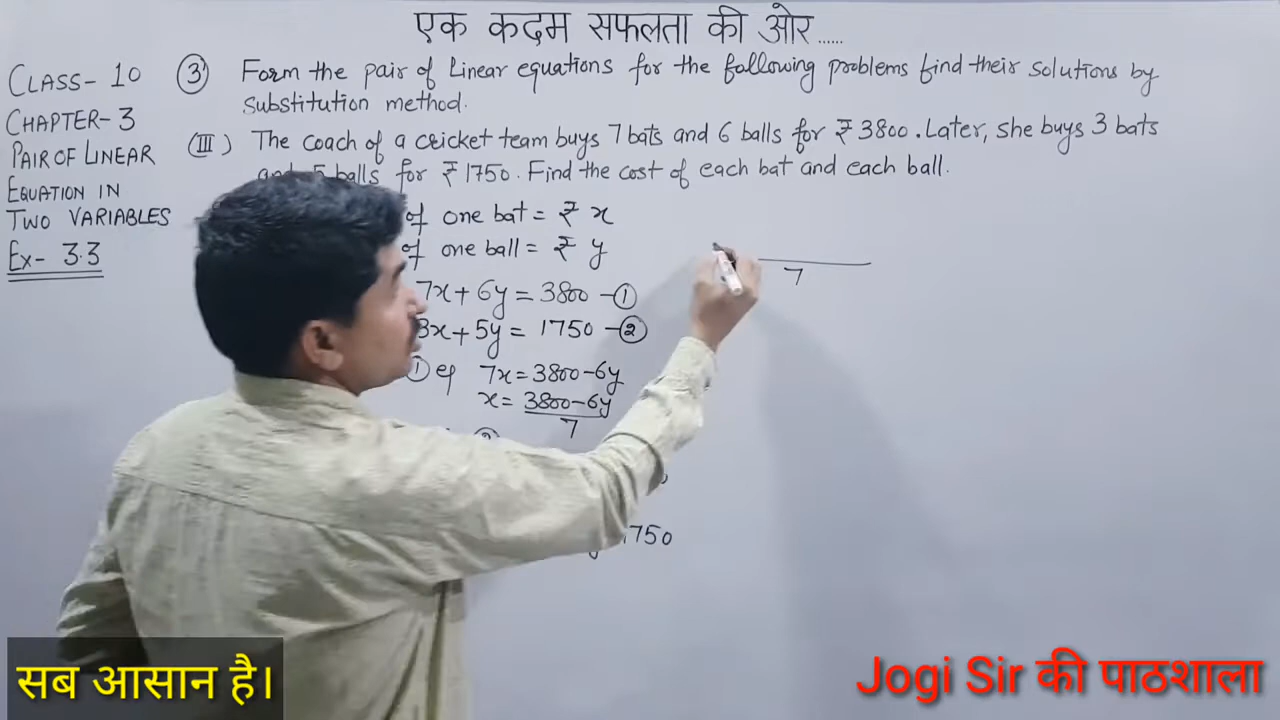 एक कदम सफलता की ओर......
CLASS- 10
CHAPTER-3
PAIR OF LINEAR
EQUATION IN
TWO VARIABLES
Ex- 3.3
(3) Form the pair of Linear equations for the following problems find their solutions by
substitution method.
(III) The coach of a cricket team buys 7 bats and 6 balls for ₹ 3800. Later, she buys 3 bats
balls for ₹ 1750. Find the cost of each bat and each ball.
of one bat = ₹ x
of one ball = ₹ y
7x + 6y = 3800 - ①
3x + 5y = 1750 - ②
① से 7x = 3800 - 6y
x = 3800 - 6y
7
②
1750
7
सब आसान है।
Jogi Sir की पाठशाला